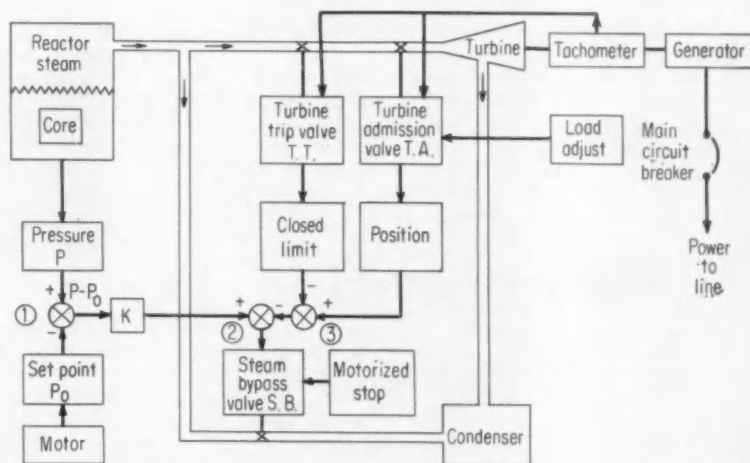 Reactor
steam
Core
Turbine
Tachometer
Generator
Turbine
trip valve
T. T.
Turbine
admission
valve T. A.
Load
adjust
Main
circuit
breaker
Closed
limit
Position
Power
to
line
Pressure
P
+
P-P₀
①
−
K
+
②
−
−
③
+
Set point
P₀
Steam
bypass
valve S. B.
Motorized
stop
Motor
Condenser